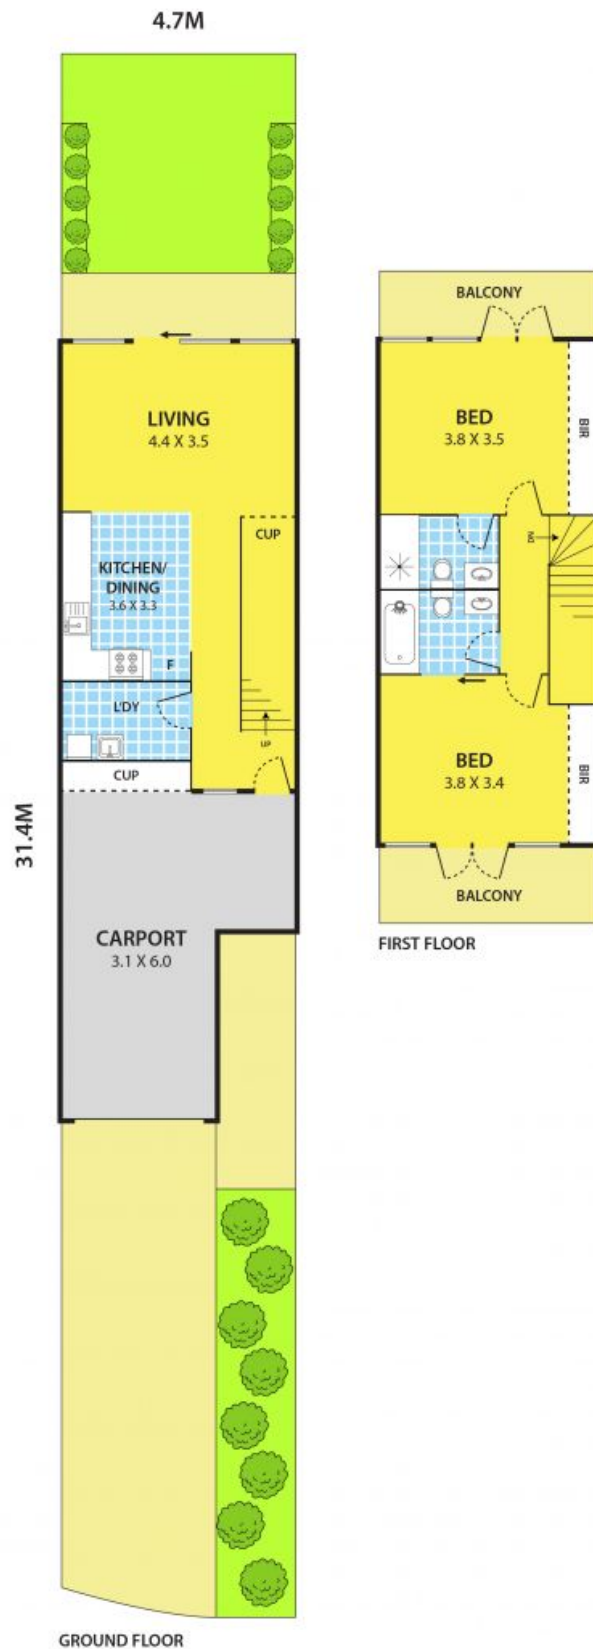 4.7M
LIVING
4.4 X 3.5
CUP
KITCHEN/
DINING
3.6 X 3.3
F
L'DY
UP
CUP
31.4M
CARPORT
3.1 X 6.0
GROUND FLOOR
BALCONY
BED
3.8 X 3.5
BIR
DN
BED
3.8 X 3.4
BIR
BALCONY
FIRST FLOOR